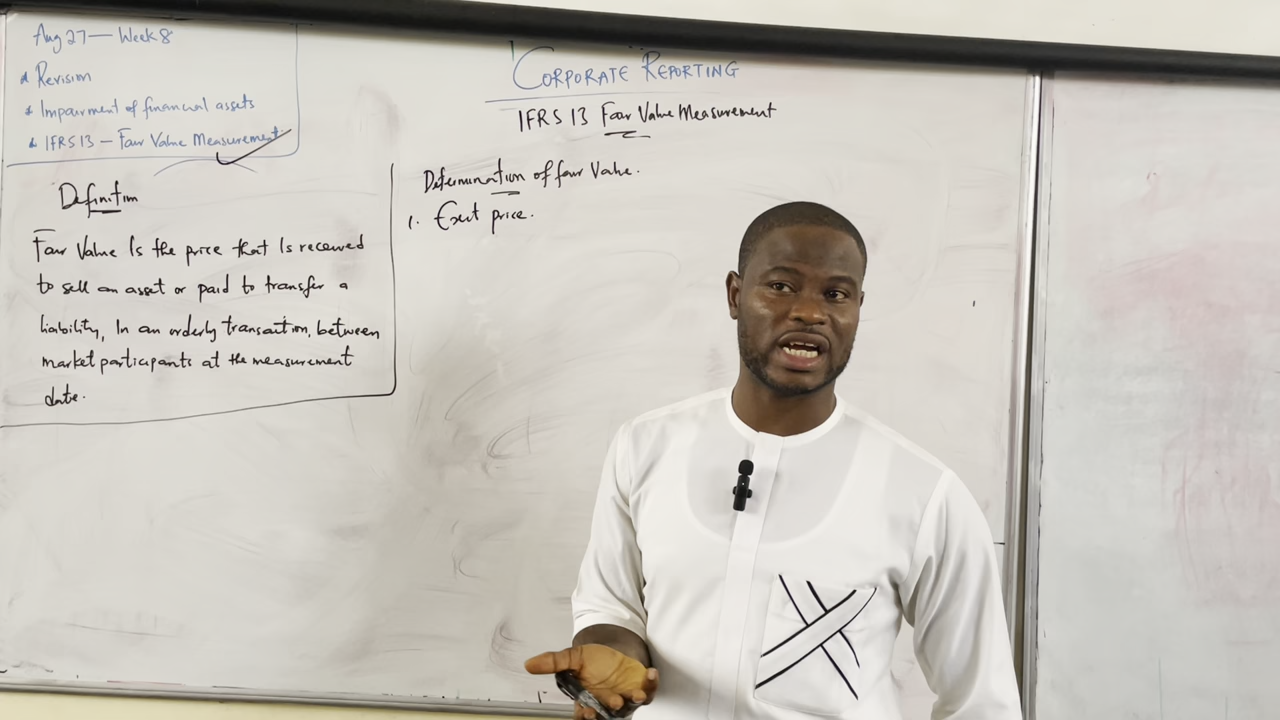 Aug 27 — Week 8
Revision
Impairment of financial assets
IFRS 13 — Fair Value Measurement
CORPORATE REPORTING
IFRS 13 Fair Value Measurement
Definition
Fair Value Is the price that Is received
to sell an asset or paid to transfer a
liability, In an orderly transaction, between
market participants at the measurement
date.
Determination of fair Value.
1. Exit price.